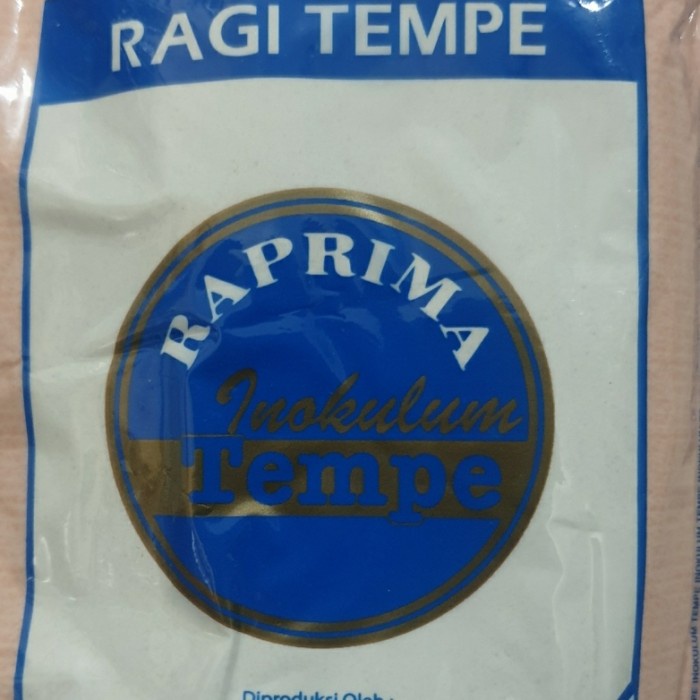 RAGI TEMPE
RAPRIMA
Inokulum
Tempe
Diproduksi Oleh :